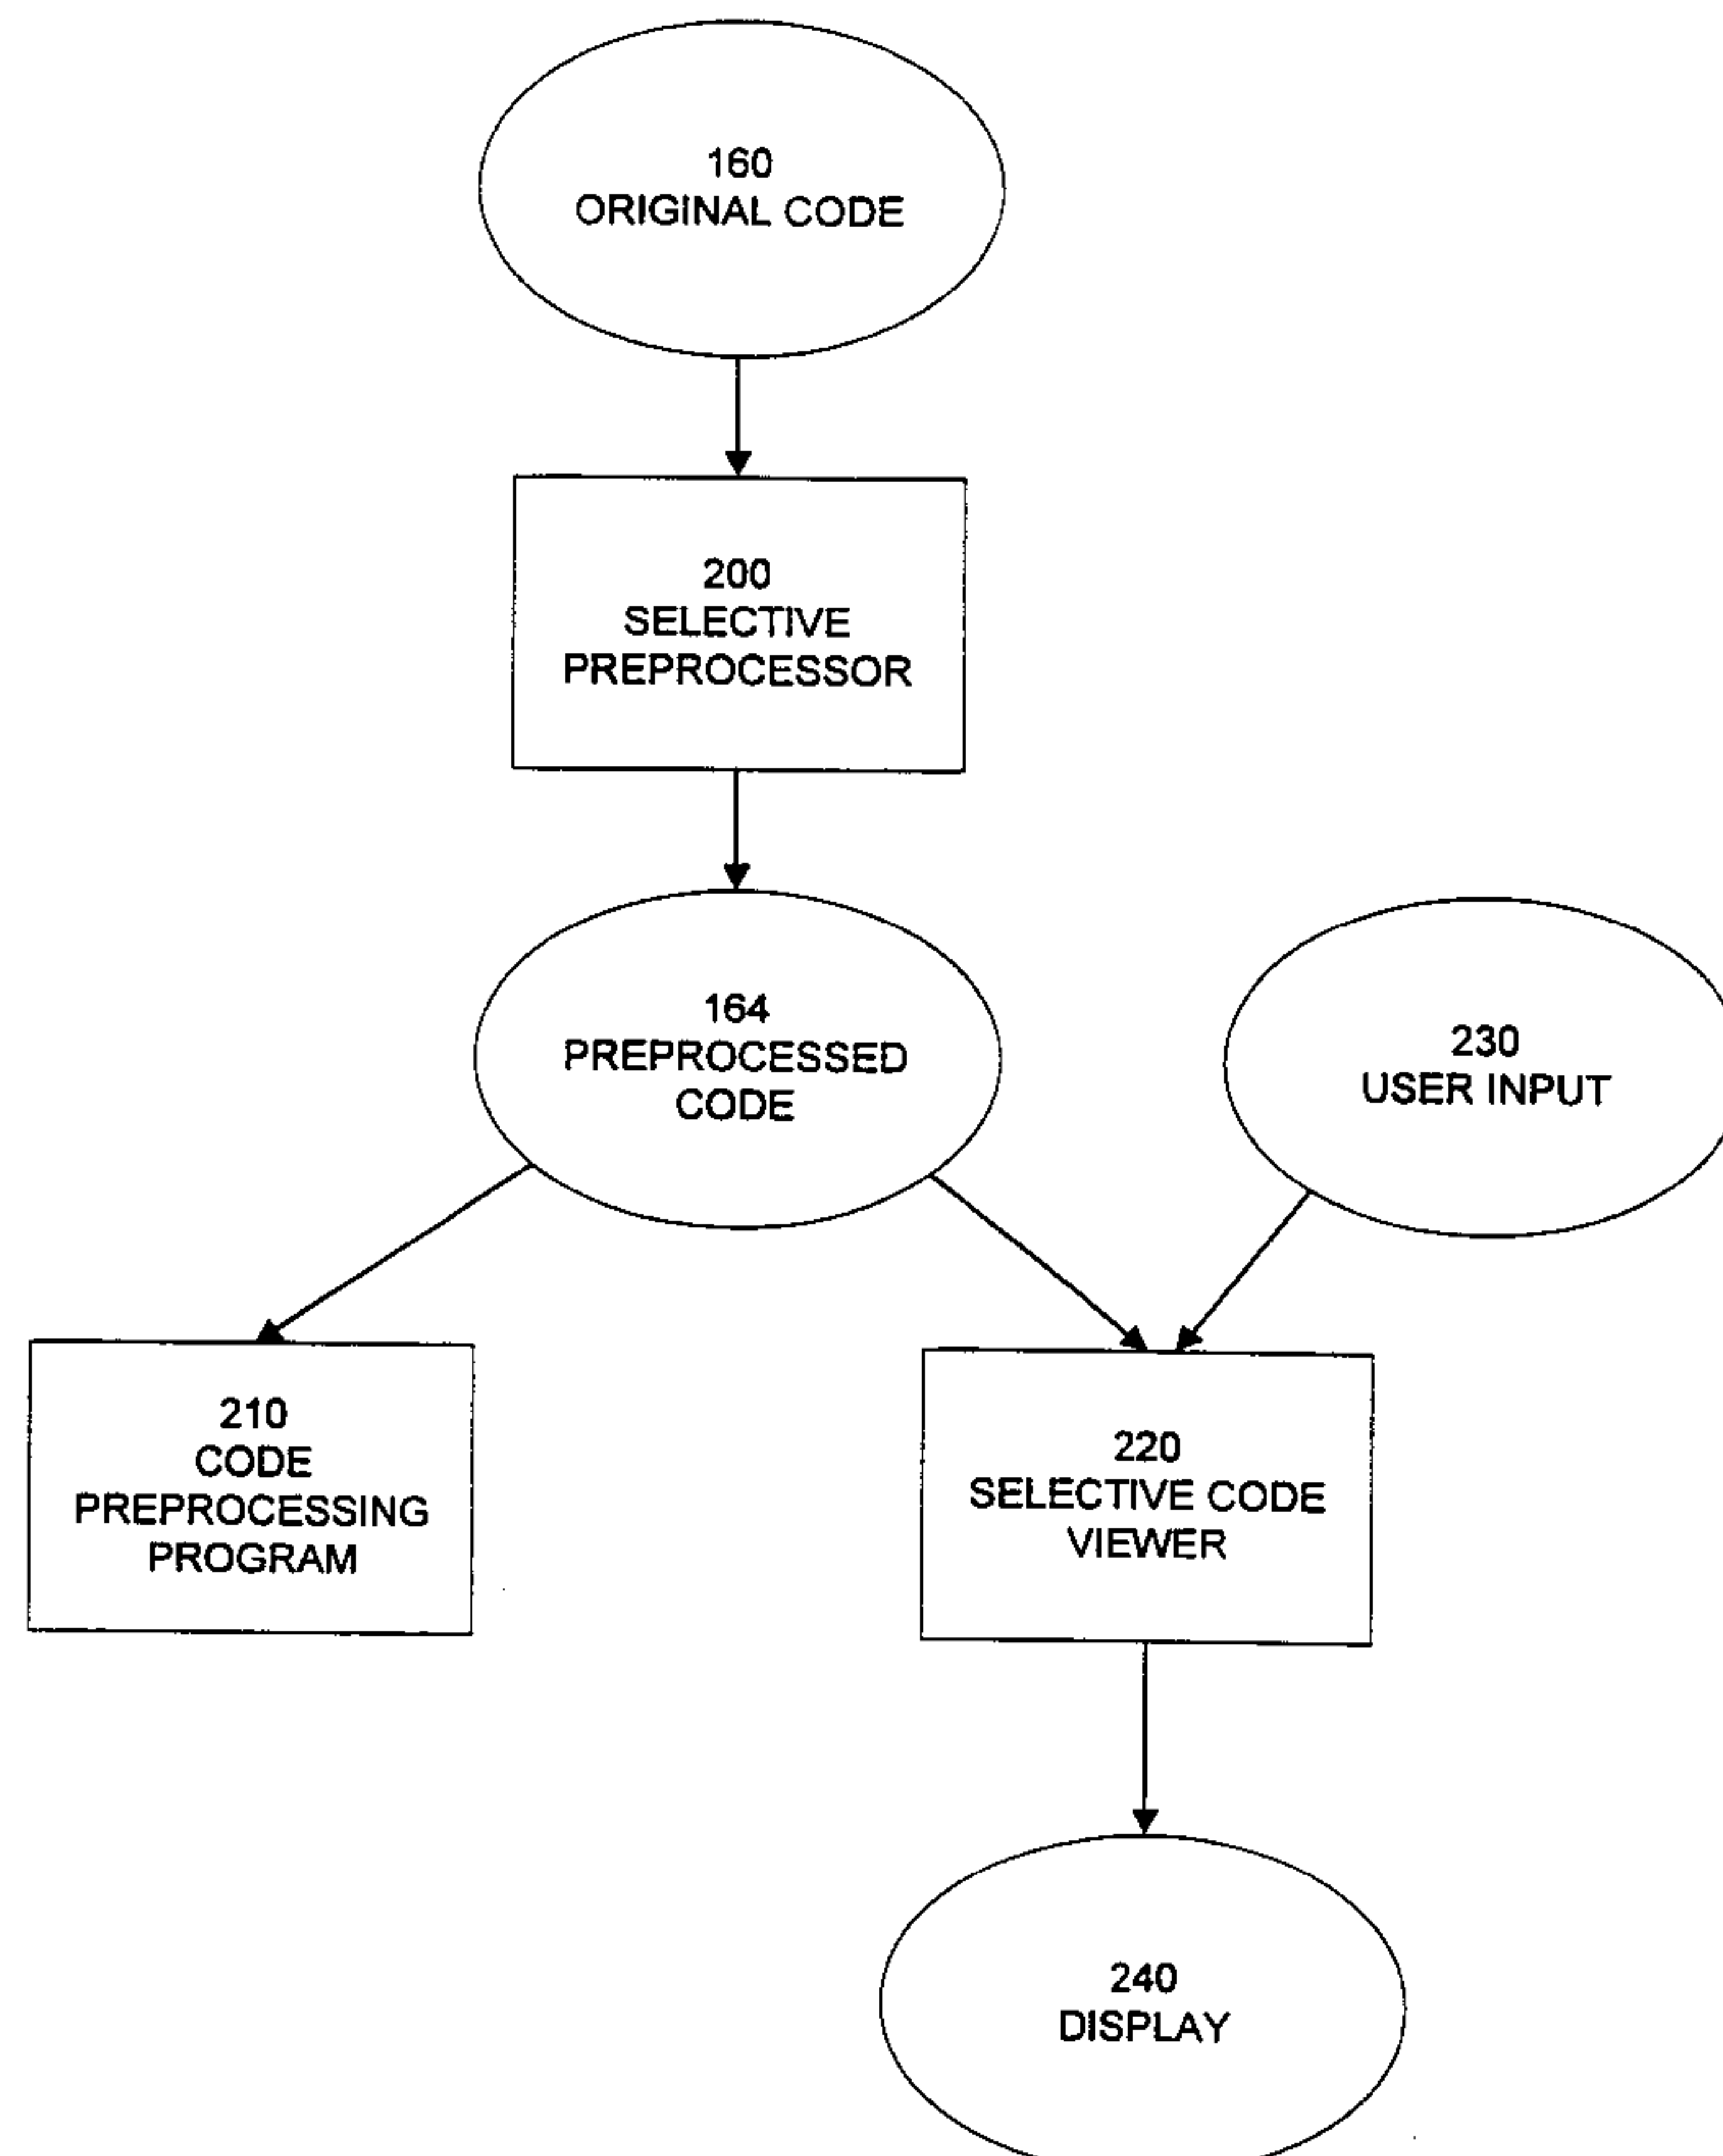 160
ORIGINAL CODE
200
SELECTIVE
PREPROCESSOR
164
PREPROCESSED
CODE
230
USER INPUT
210
CODE
PREPROCESSING
PROGRAM
220
SELECTIVE CODE
VIEWER
240
DISPLAY